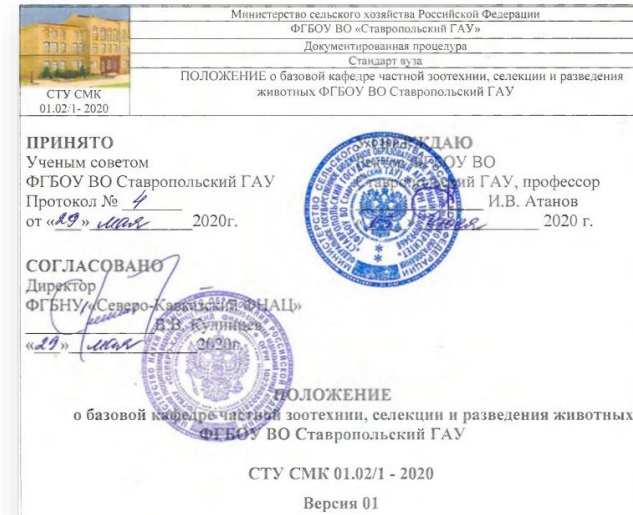 Министерство сельского хозяйства Российской Федерации
ФГБОУ ВО «Ставропольский ГАУ»
Документированная процедура
Стандарт вуза
СТУ СМК
01.02/1- 2020
ПОЛОЖЕНИЕ о базовой кафедре частной зоотехнии, селекции и разведения
животных ФГБОУ ВО Ставропольский ГАУ
ПРИНЯТО
Ученым советом
ФГБОУ ВО Ставропольский ГАУ
Протокол № 4
от «29» мая 2020г.
ЖДАЮ
ФГБОУ ВО
Ставропольский ГАУ, профессор
И.В. Атанов
2020 г.
СОГЛАСОВАНО
Директор
ФГБНУ «Северо-Кавказский ФНАЦ»
В.В. Кулинцев
«29» мая 2020г.
ПОЛОЖЕНИЕ
о базовой кафедре частной зоотехнии, селекции и разведения животных
ФГБОУ ВО Ставропольский ГАУ
СТУ СМК 01.02/1 - 2020
Версия 01